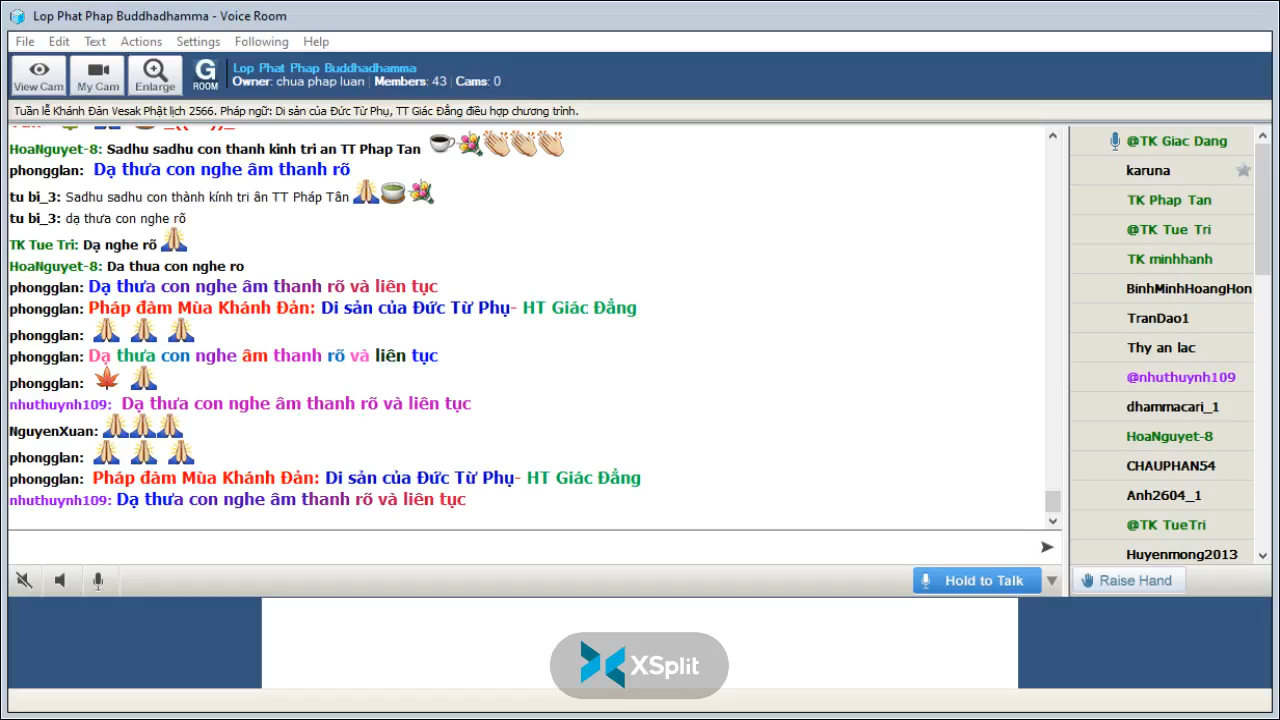 Lop Phat Phap Buddhadhamma - Voice Room
File Edit Text Actions Settings Following Help
View Cam My Cam Enlarge G ROOM
Lop Phat Phap Buddhadhamma
Owner: chua phap luan | Members: 43 | Cams: 0
Tuần lễ Khánh Đản Vesak Phật lịch 2566. Pháp ngữ: Di sản của Đức Từ Phụ, TT Giác Đẳng điều hợp chương trình.
HoaNguyet-8: Sadhu sadhu con thanh kinh tri an TT Phap Tan
phongglan: Dạ thưa con nghe âm thanh rõ
tu bi_3: Sadhu sadhu con thành kính tri ân TT Pháp Tân
tu bi_3: dạ thưa con nghe rõ
TK Tue Tri: Dạ nghe rõ
HoaNguyet-8: Da thua con nghe ro
phongglan: Dạ thưa con nghe âm thanh rõ và liên tục
phongglan: Pháp đàm Mùa Khánh Đản: Di sản của Đức Từ Phụ- HT Giác Đẳng
phongglan:
phongglan: Dạ thưa con nghe âm thanh rõ và liên tục
phongglan:
nhuthuynh109: Dạ thưa con nghe âm thanh rõ và liên tục
NguyenXuan:
phongglan:
phongglan: Pháp đàm Mùa Khánh Đản: Di sản của Đức Từ Phụ- HT Giác Đẳng
nhuthuynh109: Dạ thưa con nghe âm thanh rõ và liên tục
@TK Giac Dang
karuna
TK Phap Tan
@TK Tue Tri
TK minhhanh
BinhMinhHoangHon
TranDao1
Thy an lac
@nhuthuynh109
dhammacari_1
HoaNguyet-8
CHAUPHAN54
Anh2604_1
@TK TueTri
Huyenmong2013
Hold to Talk
Raise Hand
XSplit